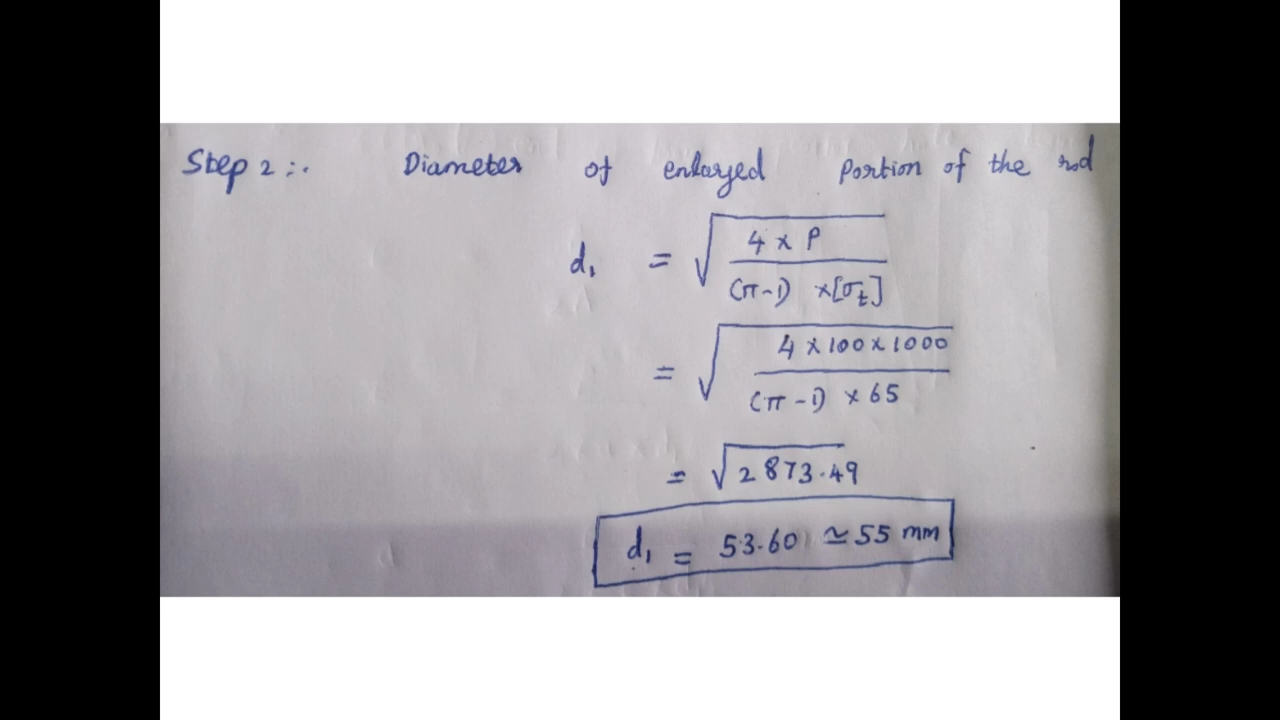 Step 2 :. Diameter of enlarged portion of the rod
d₁ = √(4 × P / (π-1) × [σt])
= √(4 × 100 × 1000 / (π-1) × 65)
= √2873.49
d₁ = 53.60 ≃ 55 mm